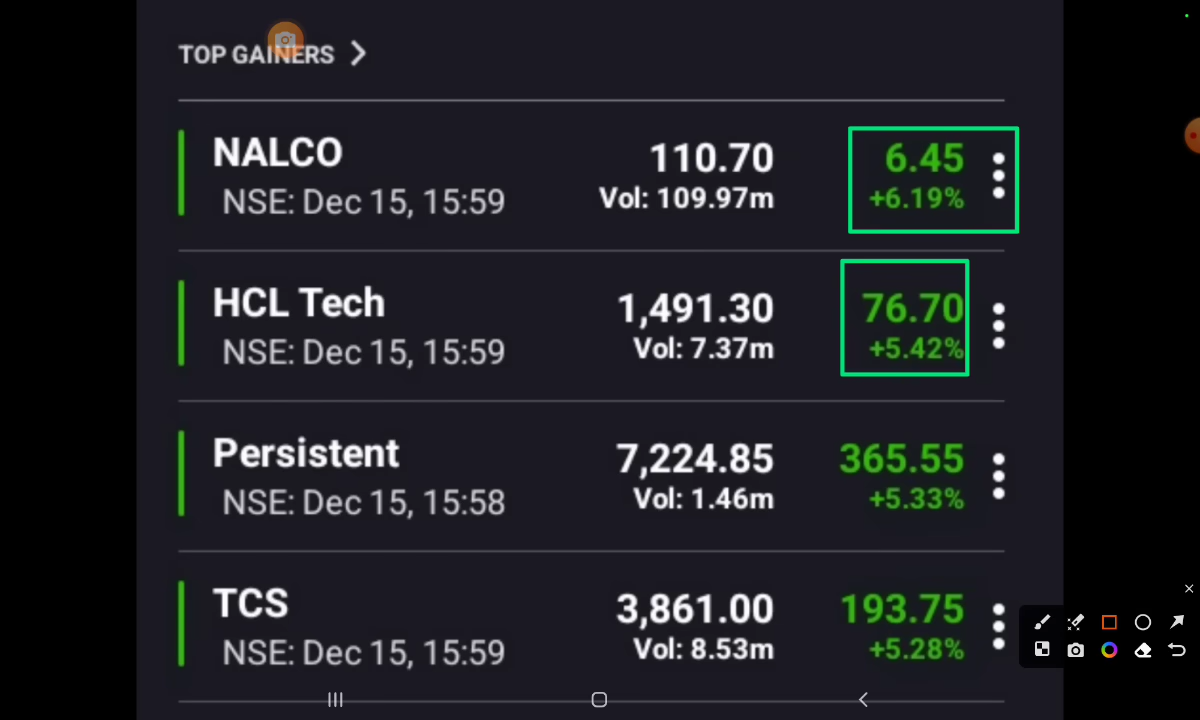 TOP GAINERS
NALCO 110.70 6.45
NSE: Dec 15, 15:59 Vol: 109.97m +6.19%
HCL Tech 1,491.30 76.70
NSE: Dec 15, 15:59 Vol: 7.37m +5.42%
Persistent 7,224.85 365.55
NSE: Dec 15, 15:58 Vol: 1.46m +5.33%
TCS 3,861.00 193.75
NSE: Dec 15, 15:59 Vol: 8.53m +5.28%